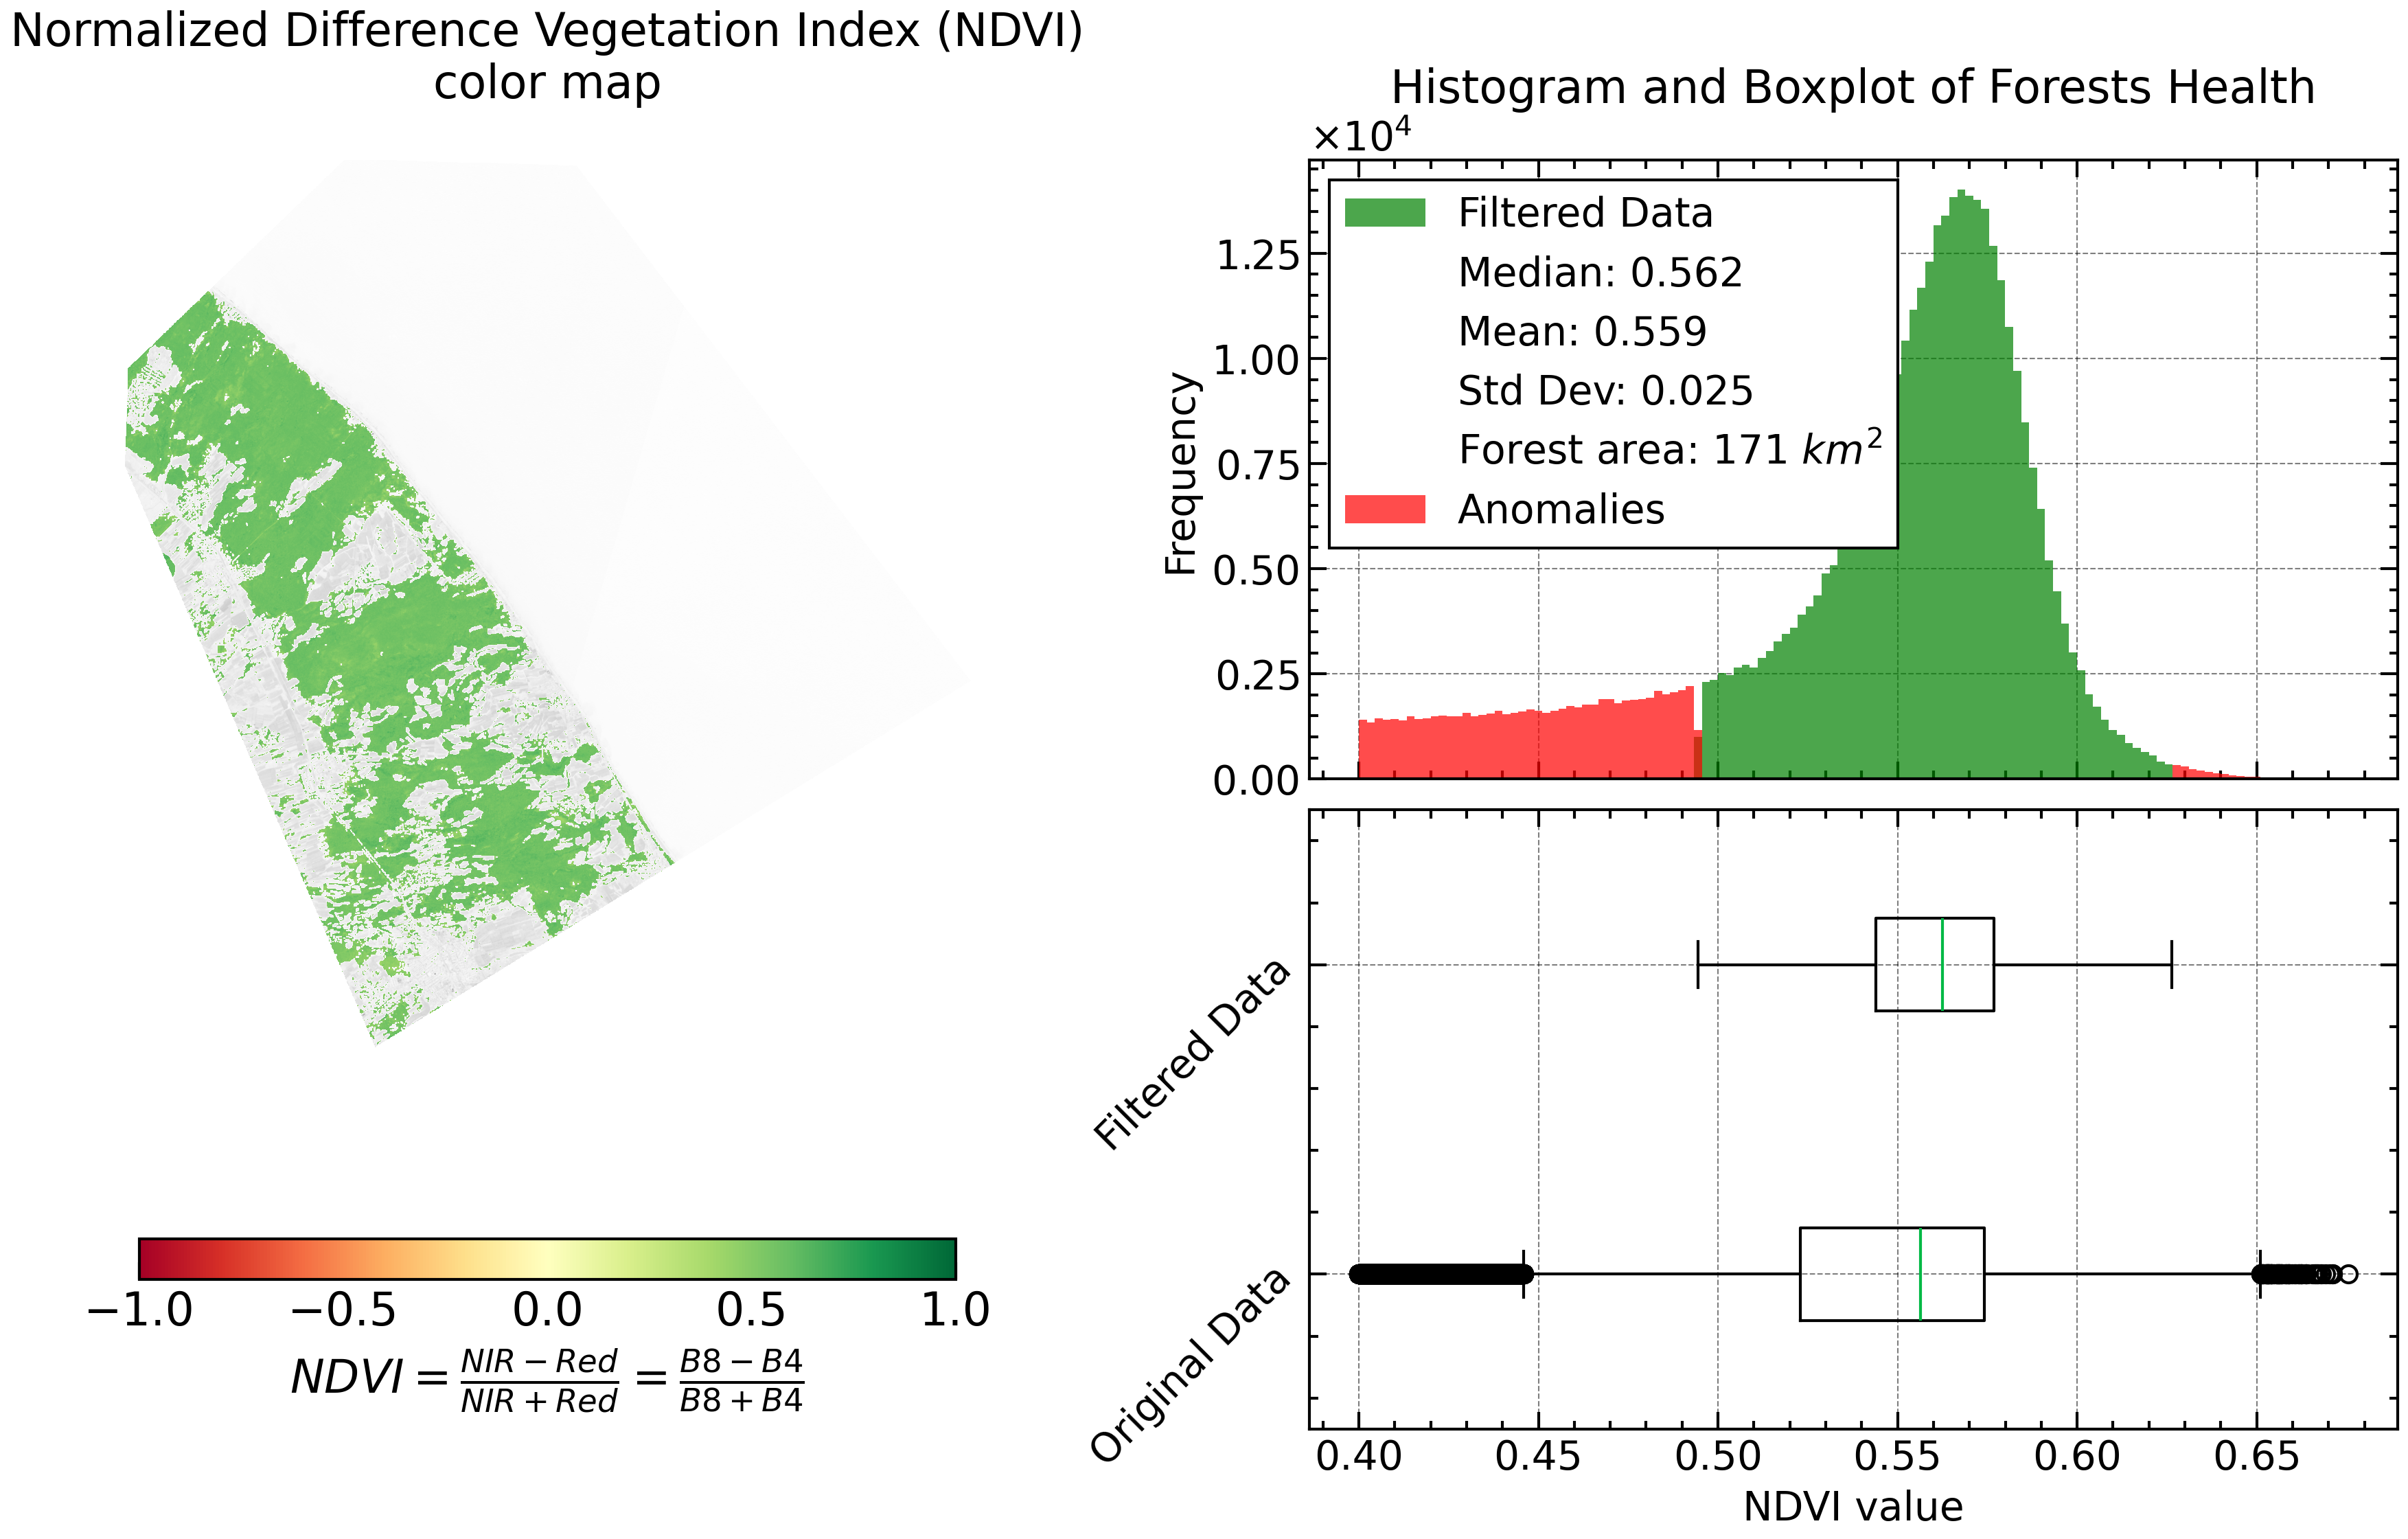 Normalized Difference Vegetation Index (NDVI)
color map
−1.0 −0.5 0.0 0.5 1.0
NDVI = (NIR − Red)/(NIR + Red) = (B8 − B4)/(B8 + B4)
Histogram and Boxplot of Forests Health
×10⁴
Filtered Data
Median: 0.562
Mean: 0.559
Std Dev: 0.025
Forest area: 171 km²
Anomalies
Frequency
1.25
1.00
0.75
0.50
0.25
0.00
Filtered Data
Original Data
0.40 0.45 0.50 0.55 0.60 0.65
NDVI value